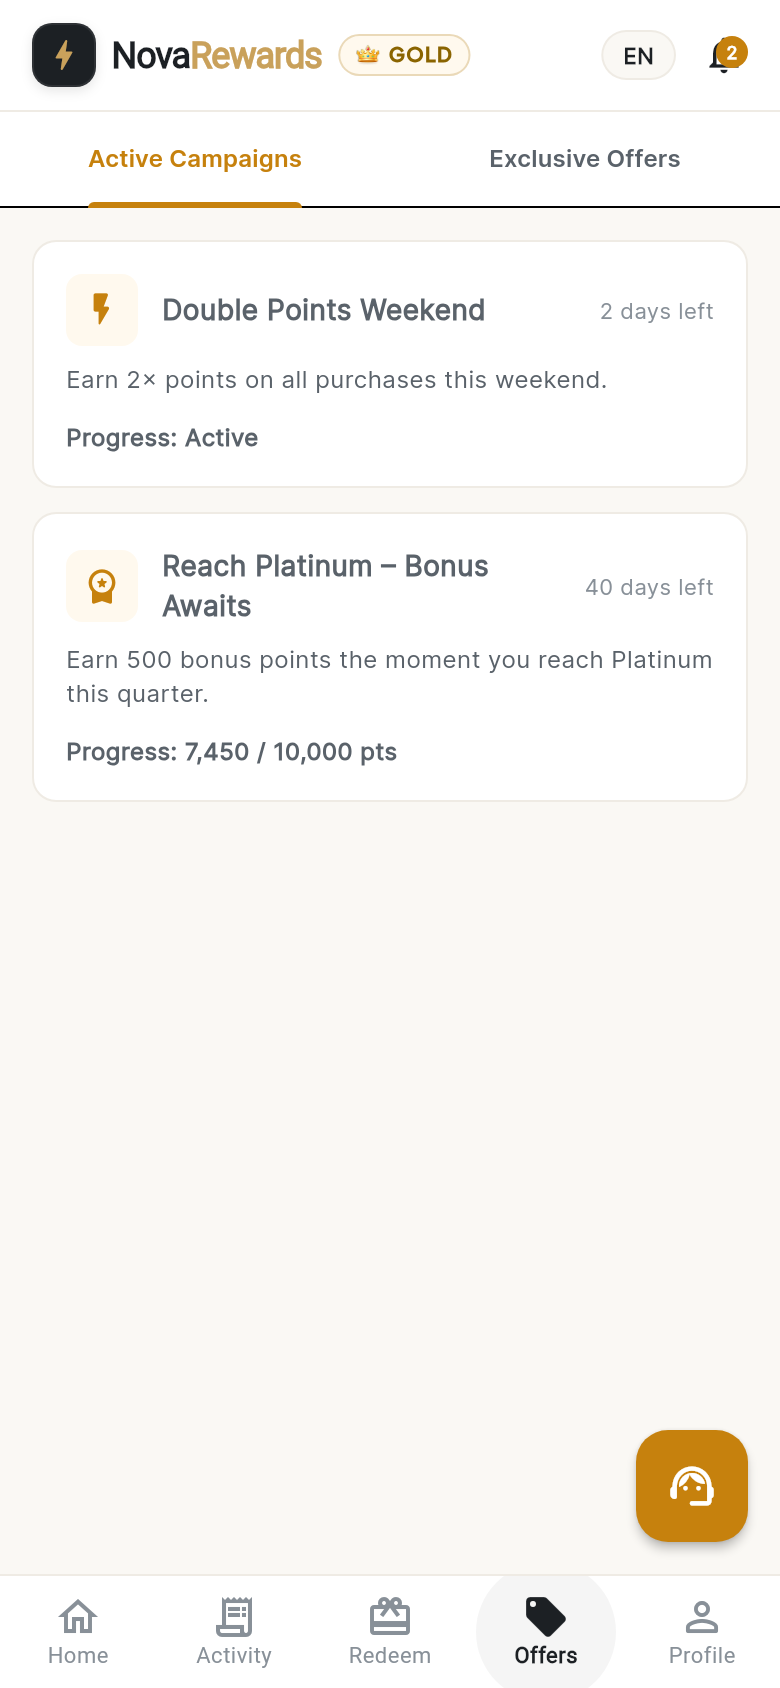 NovaRewards
GOLD
EN
2
Active Campaigns
Exclusive Offers
Double Points Weekend
2 days left
Earn 2× points on all purchases this weekend.
Progress: Active
Reach Platinum – Bonus
Awaits
40 days left
Earn 500 bonus points the moment you reach Platinum
this quarter.
Progress: 7,450 / 10,000 pts
Home
Activity
Redeem
Offers
Profile